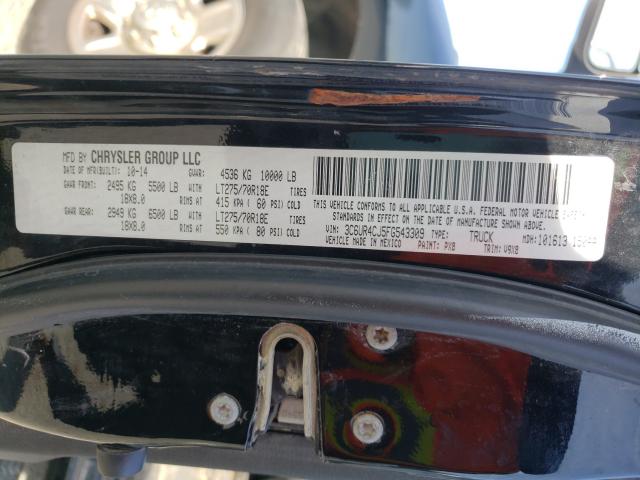 MFD BY CHRYSLER GROUP LLC
DATE OF MFR(BUILT): 10-14 GVWR: 4536 KG 10000 LB
GAWR FRONT: 2495 KG 5500 LB LT275/70R18E TIRES
18X8.0 RIMS AT 415 KPA ( 60 PSI) COLD
GAWR REAR: 2949 KG 6500 LB LT275/70R18E TIRES
18X8.0 RIMS AT 550 KPA ( 80 PSI) COLD
THIS VEHICLE CONFORMS TO ALL APPLICABLE U.S.A. FEDERAL MOTOR VEHICLE SAFETY
STANDARDS IN EFFECT ON THE DATE OF MANUFACTURE SHOWN ABOVE.
VIN: 3C6UR4CJ5FG543309 TYPE: TRUCK
VEHICLE MADE IN MEXICO PAINT: PX8 TRIM: V9X8 MDH: